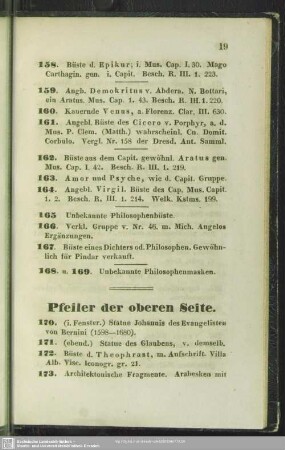 19
158. Büste d. Epikur; i. Mus. Cap. I. 30. Mago
Carthagin. gen. i. Capit. Besch. R. III. 1. 223.
159. Angb. Demokritus v. Abdera. N. Bottari,
ein Aratus. Mus. Cap. 1. 43. Besch. R. III. 1. 220.
160. Kauernde Venus, a. Florenz. Clar. III. 630.
161. Angebl. Büste des Cicero v. Porphyr, a. d.
Mus. P. Clem. (Matth.) wahrscheinl. Cn. Domit.
Corbulo. Vergl. Nr. 158 der Dresd. Ant. Samml.
162. Büste aus dem Capit. gewöhnl. Aratus gen.
Mus. Cap. I. 42. Besch. R. III. 1. 219.
163. Amor und Psyche, wie d. Capit. Gruppe.
164. Angebl. Virgil. Büste des Cap. Mus. Capit.
1. 2. Besch. R. III. 1. 214. Welk. Kstms. 199.
165 Unbekannte Philosophenbüste.
166. Verkl. Gruppe v. Nr. 46. m. Mich. Angelos
Ergänzungen.
167. Büste eines Dichters od. Philosophen. Gewöhn-
lich für Pindar verkauft.
168. u. 169. Unbekannte Philosophenmasken.
Pfeiler der oberen Seite.
170. (i. Fenster.) Statue Johannis des Evangelisten
von Bernini (1598—1680).
171. (ebend.) Statue des Glaubens, v. demselb.
172. Büste d. Theophrast, m. Aufschrift. Villa
Alb. Visc. Iconogr. gr. 21.
173. Architektonische Fragmente. Arabesken mit